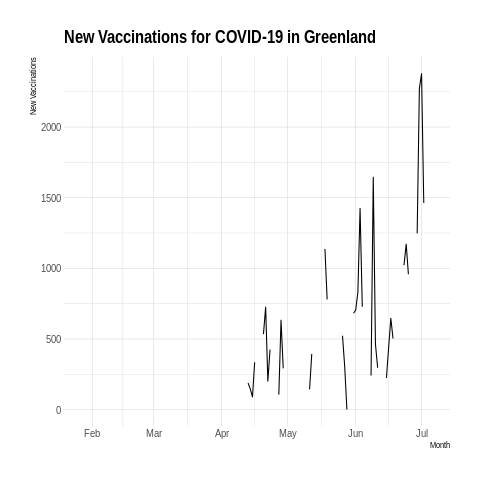 New Vaccinations for COVID-19 in Greenland
New Vaccinations
2000
1500
1000
500
0
Feb Mar Apr May Jun Jul
Month